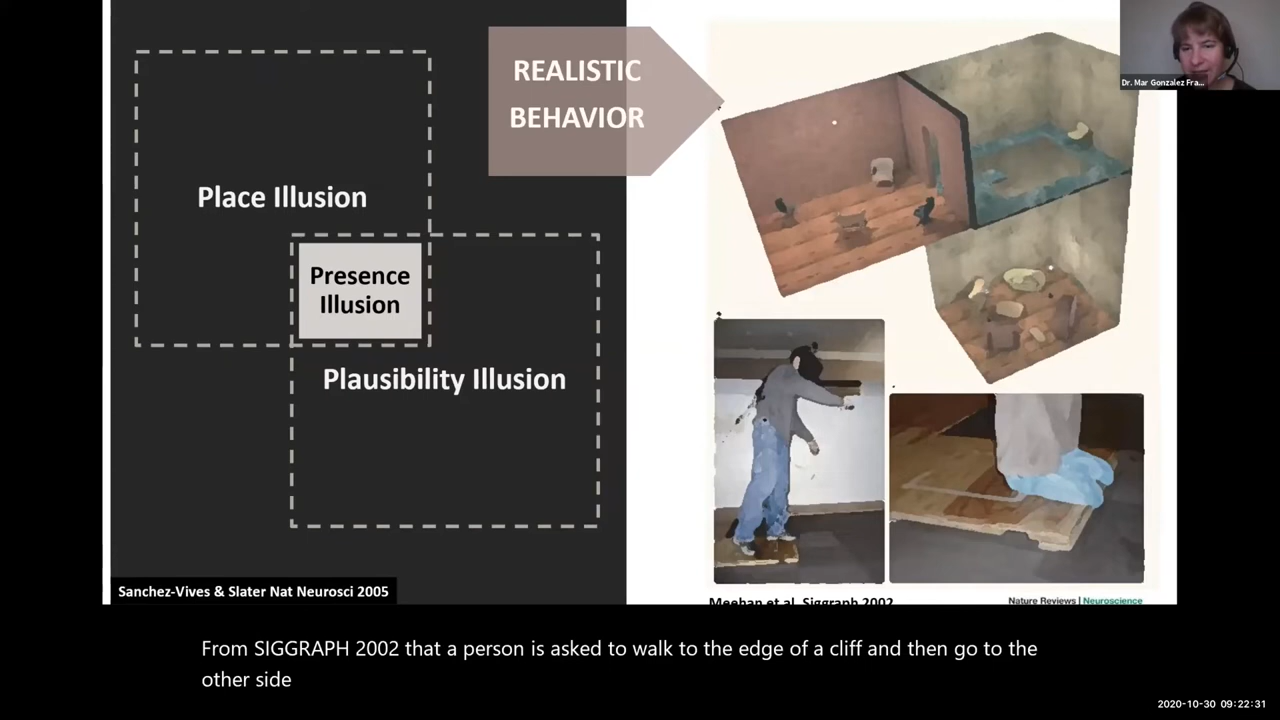 REALISTIC
BEHAVIOR
Dr. Mar Gonzalez Fra...
Place Illusion
Presence
Illusion
Plausibility Illusion
Sanchez-Vives & Slater Nat Neurosci 2005
Meehan et al. Siggraph 2002
Nature Reviews | Neuroscience
From SIGGRAPH 2002 that a person is asked to walk to the edge of a cliff and then go to the
other side
2020-10-30 09:22:31